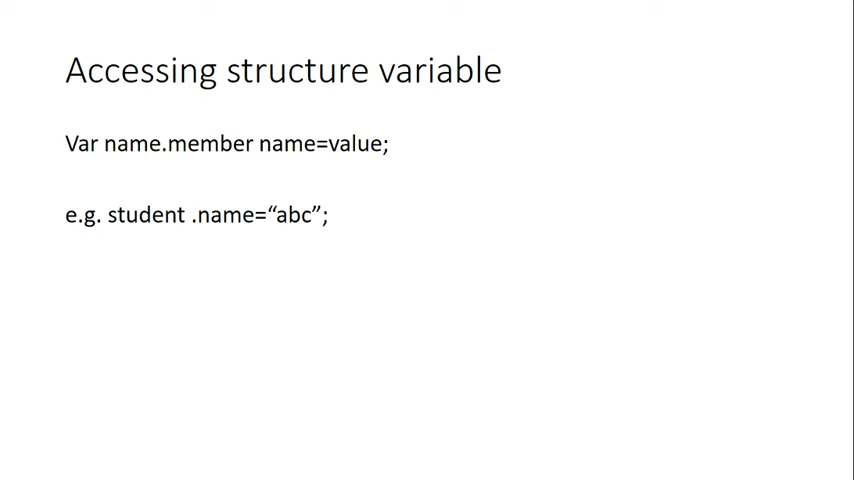 Accessing structure variable
Var name.member name=value;
e.g. student .name=“abc”;